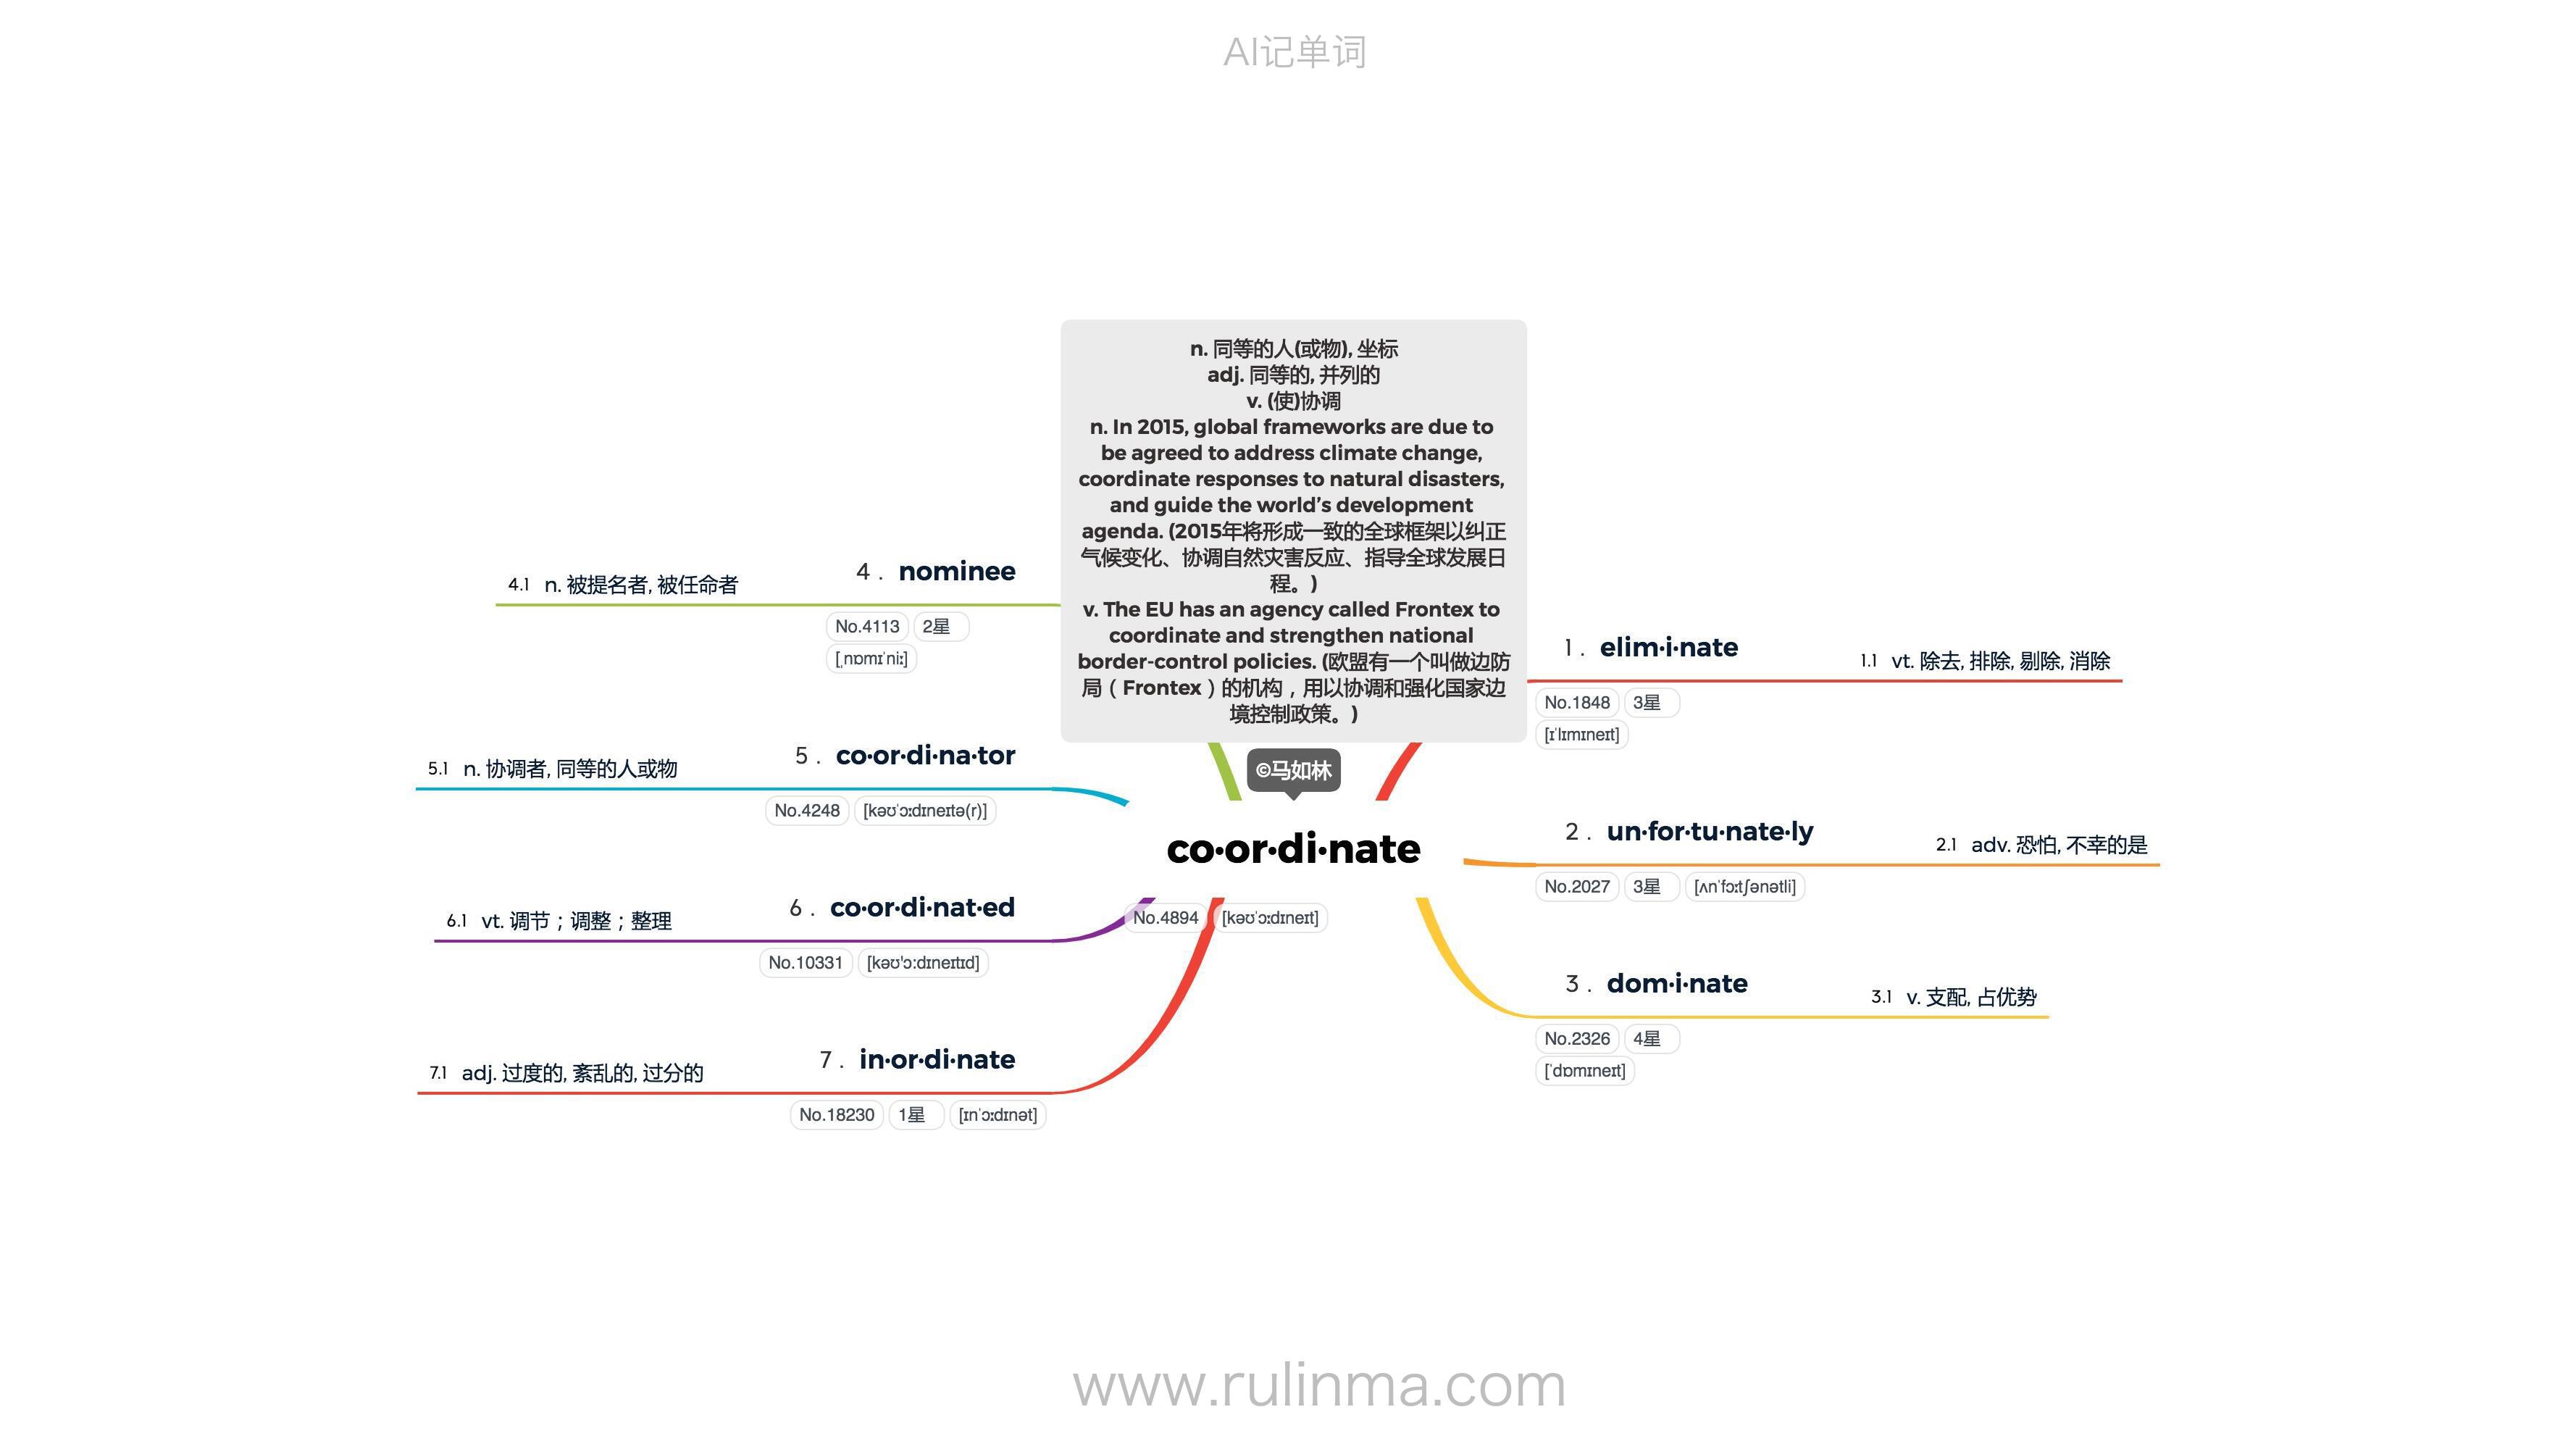 AI记单词
n. 同等的人(或物), 坐标
adj. 同等的, 并列的
v. (使)协调
n. In 2015, global frameworks are due to
be agreed to address climate change,
coordinate responses to natural disasters,
and guide the world’s development
agenda. (2015年将形成一致的全球框架以纠正
气候变化、协调自然灾害反应、指导全球发展日
程。)
v. The EU has an agency called Frontex to
coordinate and strengthen national
border-control policies. (欧盟有一个叫做边防
局（Frontex）的机构，用以协调和强化国家边
境控制政策。)
©马如林
co·or·di·nate
No.4894 [kəʊˈɔːdɪneɪt]
1. elim·i·nate
1.1 vt. 除去, 排除, 剔除, 消除
No.1848 3星
[ɪˈlɪmɪneɪt]
2. un·for·tu·nate·ly
2.1 adv. 恐怕, 不幸的是
No.2027 3星 [ʌnˈfɔːtʃənətli]
3. dom·i·nate
3.1 v. 支配, 占优势
No.2326 4星
[ˈdɒmɪneɪt]
4. nominee
4.1 n. 被提名者, 被任命者
No.4113 2星
[ˌnɒmɪˈniː]
5. co·or·di·na·tor
5.1 n. 协调者, 同等的人或物
No.4248 [kəʊˈɔːdɪneɪtə(r)]
6. co·or·di·nat·ed
6.1 vt. 调节；调整；整理
No.10331 [kəʊ'ɔ:dɪneɪtɪd]
7. in·or·di·nate
7.1 adj. 过度的, 紊乱的, 过分的
No.18230 1星 [ɪnˈɔːdɪnət]
www.rulinma.com